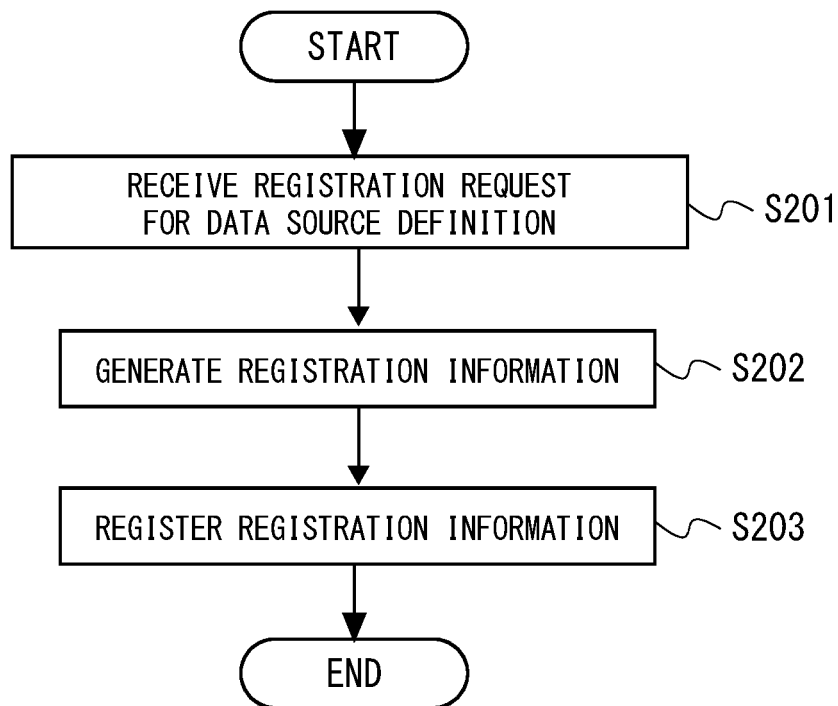 START
RECEIVE REGISTRATION REQUEST
FOR DATA SOURCE DEFINITION
S201
GENERATE REGISTRATION INFORMATION
S202
REGISTER REGISTRATION INFORMATION
S203
END